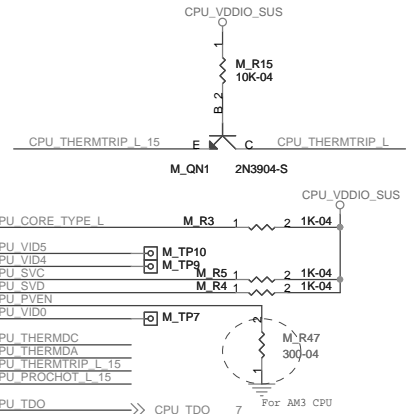 CPU_VDDIO_SUS
1
M_R15
10K-04
2
B
CPU_THERMTRIP_L_15 E C CPU_THERMTRIP_L
M_QN1 2N3904-S
CPU_VDDIO_SUS
PU_CORE_TYPE_L M_R3 1 2 1K-04
PU_VID5 M_TP10
PU_VID4 M_TP9
PU_SVC M_R5 1 2 1K-04
PU_SVD M_R4 1 2 1K-04
PU_PVEN
PU_VID0 M_TP7
2
M_R47
300-04
1
PU_THERMDC
PU_THERMDA
PU_THERMTRIP_L_15
PU_PROCHOT_L_15
For AM3 CPU
PU_TDO CPU_TDO 7